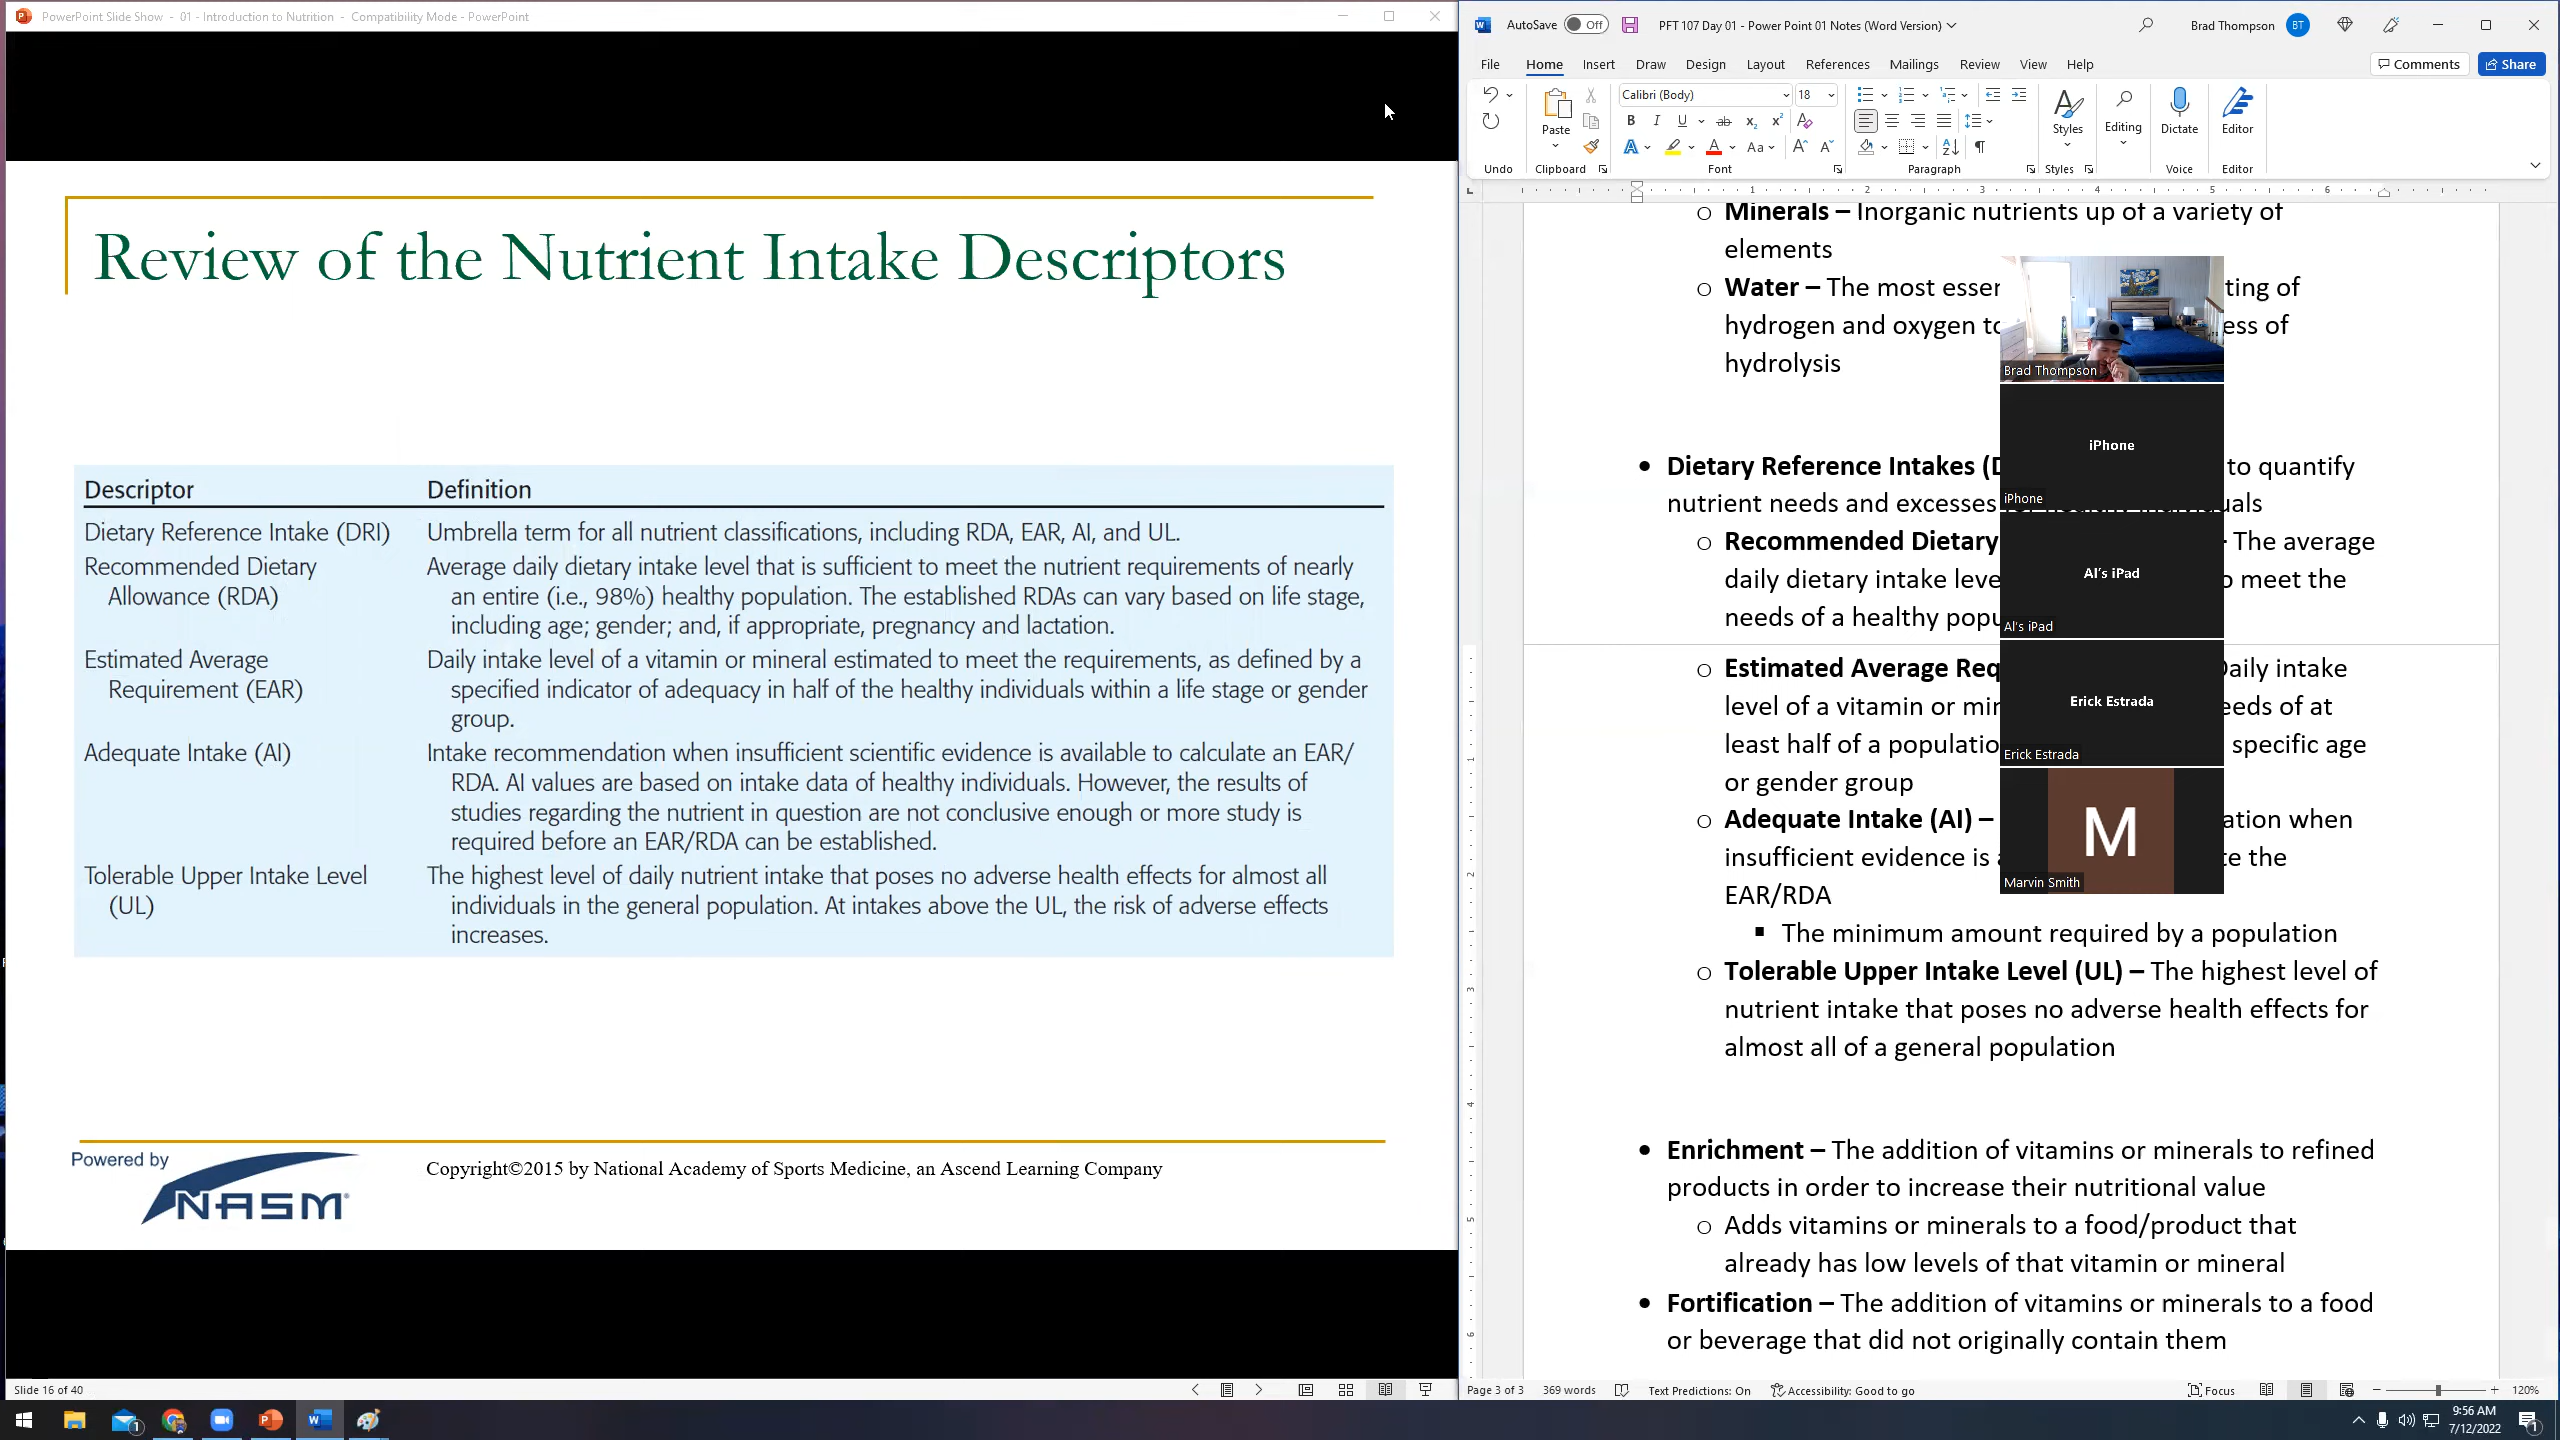 PowerPoint Slide Show - 01 - Introduction to Nutrition - Compatibility Mode - PowerPoint
Review of the Nutrient Intake Descriptors
Descriptor Definition
Dietary Reference Intake (DRI) Umbrella term for all nutrient classifications, including RDA, EAR, AI, and UL.
Recommended Dietary Average daily dietary intake level that is sufficient to meet the nutrient requirements of nearly
Allowance (RDA) an entire (i.e., 98%) healthy population. The established RDAs can vary based on life stage,
including age; gender; and, if appropriate, pregnancy and lactation.
Estimated Average Daily intake level of a vitamin or mineral estimated to meet the requirements, as defined by a
Requirement (EAR) specified indicator of adequacy in half of the healthy individuals within a life stage or gender
group.
Adequate Intake (AI) Intake recommendation when insufficient scientific evidence is available to calculate an EAR/
RDA. AI values are based on intake data of healthy individuals. However, the results of
studies regarding the nutrient in question are not conclusive enough or more study is
required before an EAR/RDA can be established.
Tolerable Upper Intake Level The highest level of daily nutrient intake that poses no adverse health effects for almost all
(UL) individuals in the general population. At intakes above the UL, the risk of adverse effects
increases.
Powered by
NASM
Copyright©2015 by National Academy of Sports Medicine, an Ascend Learning Company
Slide 16 of 40
AutoSave Off PFT 107 Day 01 - Power Point 01 Notes (Word Version) Brad Thompson BT
File Home Insert Draw Design Layout References Mailings Review View Help Comments Share
Calibri (Body) 18
Paste Styles Editing Dictate Editor
Undo Clipboard Font Paragraph Styles Voice Editor
1 2 3 4 5 6
o Minerals – Inorganic nutrients up of a variety of
elements
o Water – The most esser ting of
hydrogen and oxygen to ess of
hydrolysis
Brad Thompson
iPhone
iPhone
• Dietary Reference Intakes (D to quantify
nutrient needs and excesses for healthy individuals
o Recommended Dietary – The average
daily dietary intake leve o meet the
needs of a healthy popu
Al's iPad
Al's iPad
o Estimated Average Req Daily intake
level of a vitamin or min eeds of at
least half of a populatio specific age
or gender group
Erick Estrada
Erick Estrada
o Adequate Intake (AI) – ation when
insufficient evidence is a te the
EAR/RDA
M
Marvin Smith
▪ The minimum amount required by a population
o Tolerable Upper Intake Level (UL) – The highest level of
nutrient intake that poses no adverse health effects for
almost all of a general population
• Enrichment – The addition of vitamins or minerals to refined
products in order to increase their nutritional value
o Adds vitamins or minerals to a food/product that
already has low levels of that vitamin or mineral
• Fortification – The addition of vitamins or minerals to a food
or beverage that did not originally contain them
Page 3 of 3 369 words Text Predictions: On Accessibility: Good to go Focus 120%
9:56 AM
7/12/2022